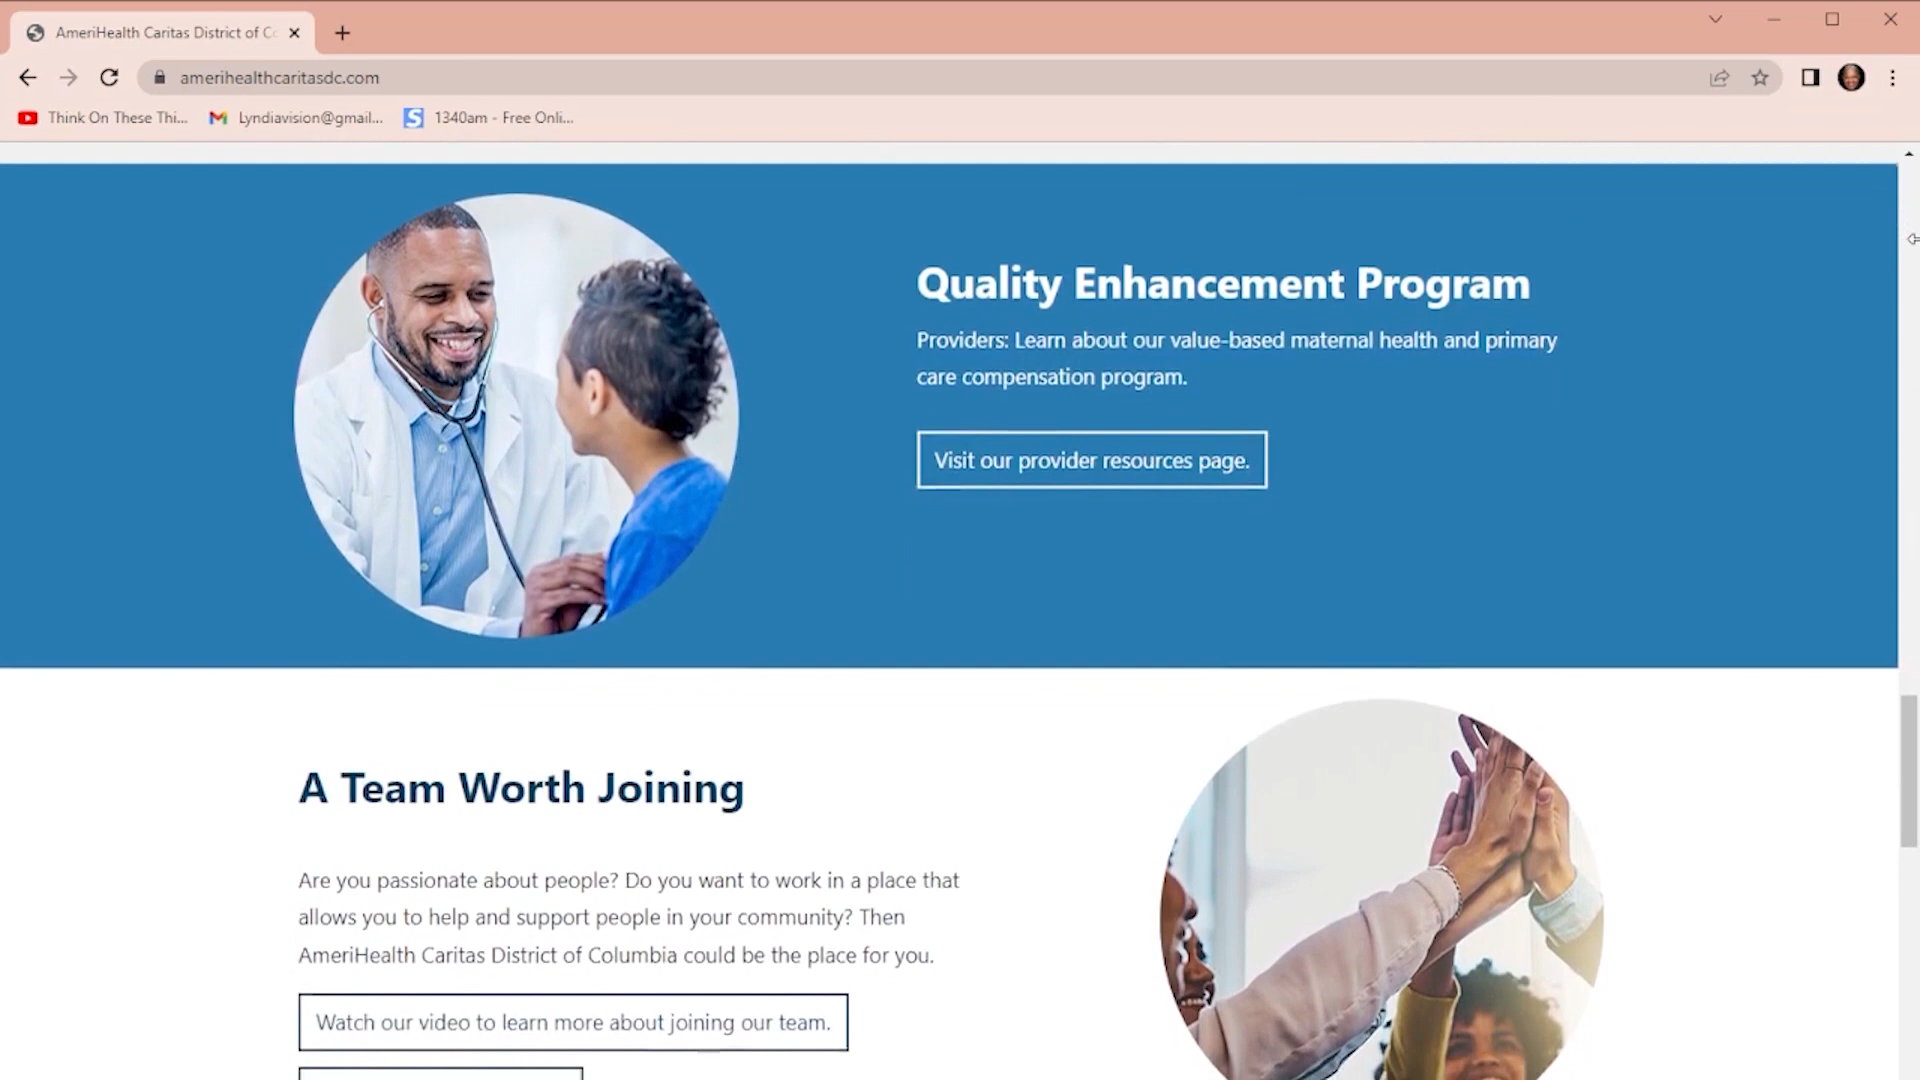 AmeriHealth Caritas District of Co
amerihealthcaritasdc.com
Think On These Thi...
Lyndiavision@gmail...
1340am - Free Onli...
Quality Enhancement Program
Providers: Learn about our value-based maternal health and primary
care compensation program.
Visit our provider resources page.
A Team Worth Joining
Are you passionate about people? Do you want to work in a place that
allows you to help and support people in your community? Then
AmeriHealth Caritas District of Columbia could be the place for you.
Watch our video to learn more about joining our team.